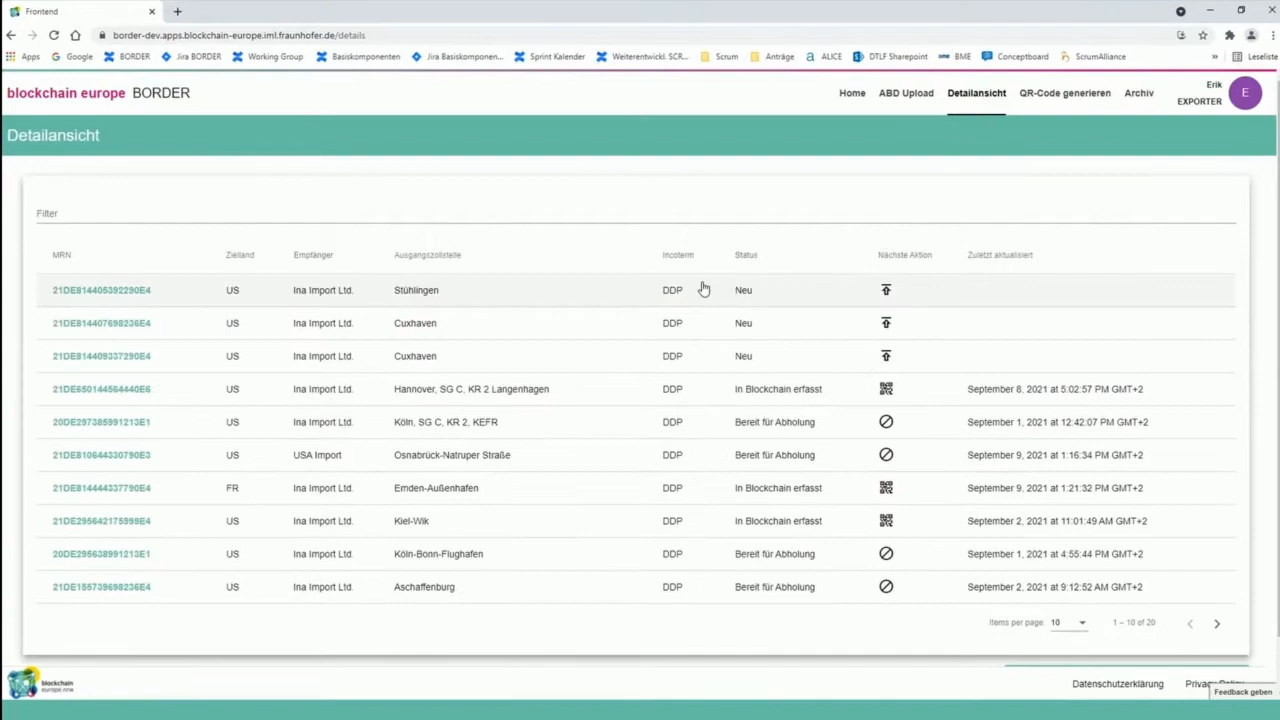 Frontend
border-dev.apps.blockchain-europe.iml.fraunhofer.de/details
Apps Google BORDER Jira BORDER Working Group Basiskomponenten Jira Basiskomponen... Sprint Kalender Weiterentwickl. SCR... Scrum Anträge ALICE DTLF Sharepoint BME Conceptboard ScrumAlliance » Leseliste
blockchain europe BORDER Home ABD Upload Detailansicht QR-Code generieren Archiv Erik EXPORTER E
Detailansicht
Filter
MRN Zielland Empfänger Ausgangszollstelle Incoterm Status Nächste Aktion Zuletzt aktualisiert
21DE814405392290E4 US Ina Import Ltd. Stühlingen DDP Neu
21DE814407698236E4 US Ina Import Ltd. Cuxhaven DDP Neu
21DE814409337290E4 US Ina Import Ltd. Cuxhaven DDP Neu
21DE650144564440E6 US Ina Import Ltd. Hannover, SG C, KR 2 Langenhagen DDP In Blockchain erfasst September 8, 2021 at 5:02:57 PM GMT+2
20DE297385991213E1 US Ina Import Ltd. Köln, SG C, KR 2, KEFR DDP Bereit für Abholung September 1, 2021 at 12:42:07 PM GMT+2
21DE810644330790E3 US USA Import Osnabrück-Natruper Straße DDP Bereit für Abholung September 9, 2021 at 1:16:34 PM GMT+2
21DE814444337790E4 FR Ina Import Ltd. Emden-Außenhafen DDP In Blockchain erfasst September 9, 2021 at 1:21:32 PM GMT+2
21DE295642175999E4 US Ina Import Ltd. Kiel-Wik DDP In Blockchain erfasst September 2, 2021 at 11:01:49 AM GMT+2
20DE295638991213E1 US Ina Import Ltd. Köln-Bonn-Flughafen DDP Bereit für Abholung September 1, 2021 at 4:55:44 PM GMT+2
21DE155739698236E4 US Ina Import Ltd. Aschaffenburg DDP Bereit für Abholung September 2, 2021 at 9:12:52 AM GMT+2
Items per page: 10 1 – 10 of 20
blockchain
europe.nrw
Datenschutzerklärung Privacy Policy
Feedback geben